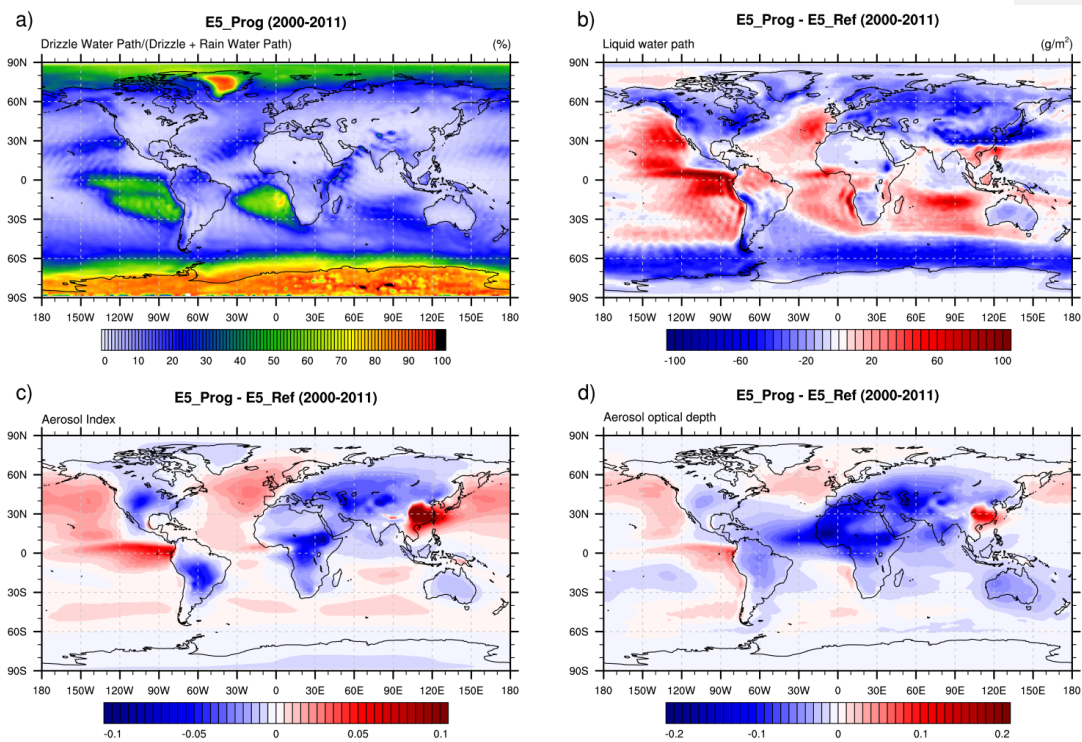 a)
E5_Prog (2000-2011)
Drizzle Water Path/(Drizzle + Rain Water Path) (%)
90N
60N
30N
0
30S
60S
90S
180 150W 120W 90W 60W 30W 0 30E 60E 90E 120E 150E 180
0 10 20 30 40 50 60 70 80 90 100
b)
E5_Prog - E5_Ref (2000-2011)
Liquid water path (g/m²)
90N
60N
30N
0
30S
60S
90S
180 150W 120W 90W 60W 30W 0 30E 60E 90E 120E 150E 180
-100 -60 -20 20 60 100
c)
E5_Prog - E5_Ref (2000-2011)
Aerosol Index
90N
60N
30N
0
30S
60S
90S
180 150W 120W 90W 60W 30W 0 30E 60E 90E 120E 150E 180
-0.1 -0.05 0 0.05 0.1
d)
E5_Prog - E5_Ref (2000-2011)
Aerosol optical depth
90N
60N
30N
0
30S
60S
90S
180 150W 120W 90W 60W 30W 0 30E 60E 90E 120E 150E 180
-0.2 -0.1 0 0.1 0.2